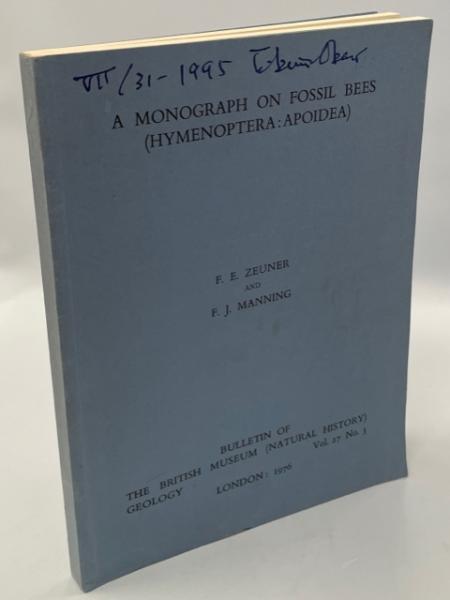 VII/31-1995
A MONOGRAPH ON FOSSIL BEES
(HYMENOPTERA: APOIDEA)
F. E. ZEUNER
AND
F. J. MANNING
BULLETIN OF
THE BRITISH MUSEUM (NATURAL HISTORY)
GEOLOGY Vol. 27 No. 3
LONDON: 1976